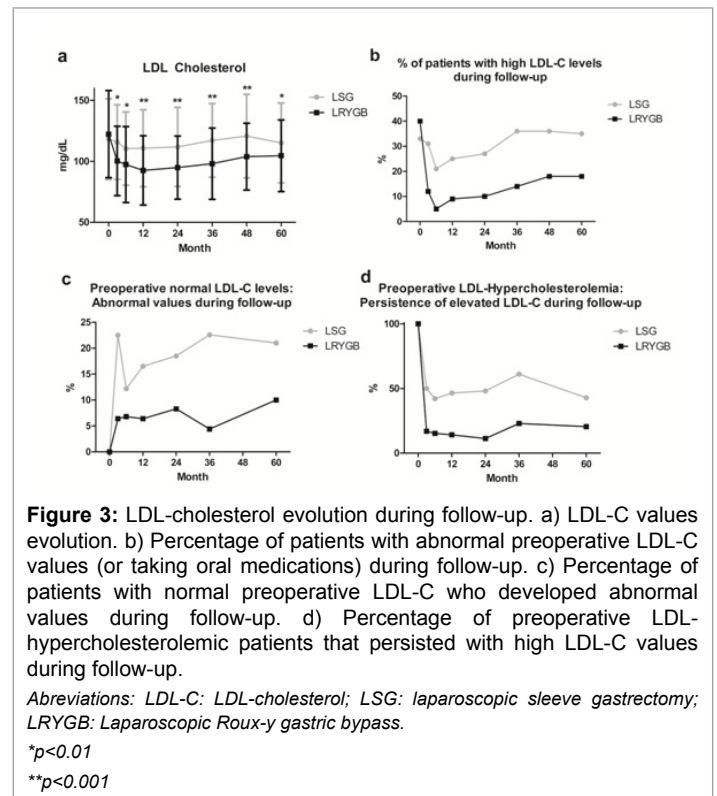 a
LDL Cholesterol
* * ** ** ** ** *
LSG
LRYGB
150
100
50
mg/dL
0 12 24 36 48 60
Month
b
% of patients with high LDL-C levels
during follow-up
LSG
LRYGB
50
40
30
20
10
0
%
0 12 24 36 48 60
Month
c
Preoperative normal LDL-C levels:
Abnormal values during follow-up
LSG
LRYGB
25
20
15
10
5
0
%
0 12 24 36 48 60
Month
d
Preoperative LDL-Hypercholesterolemia:
Persistence of elevated LDL-C during follow-up
LSG
LRYGB
100
50
0
%
0 12 24 36 48 60
Month
Figure 3: LDL-cholesterol evolution during follow-up. a) LDL-C values
evolution. b) Percentage of patients with abnormal preoperative LDL-C
values (or taking oral medications) during follow-up. c) Percentage of
patients with normal preoperative LDL-C who developed abnormal
values during follow-up. d) Percentage of preoperative LDL-
hypercholesterolemic patients that persisted with high LDL-C values
during follow-up.
Abreviations: LDL-C: LDL-cholesterol; LSG: laparoscopic sleeve gastrectomy;
LRYGB: Laparoscopic Roux-y gastric bypass.
*p<0.01
**p<0.001